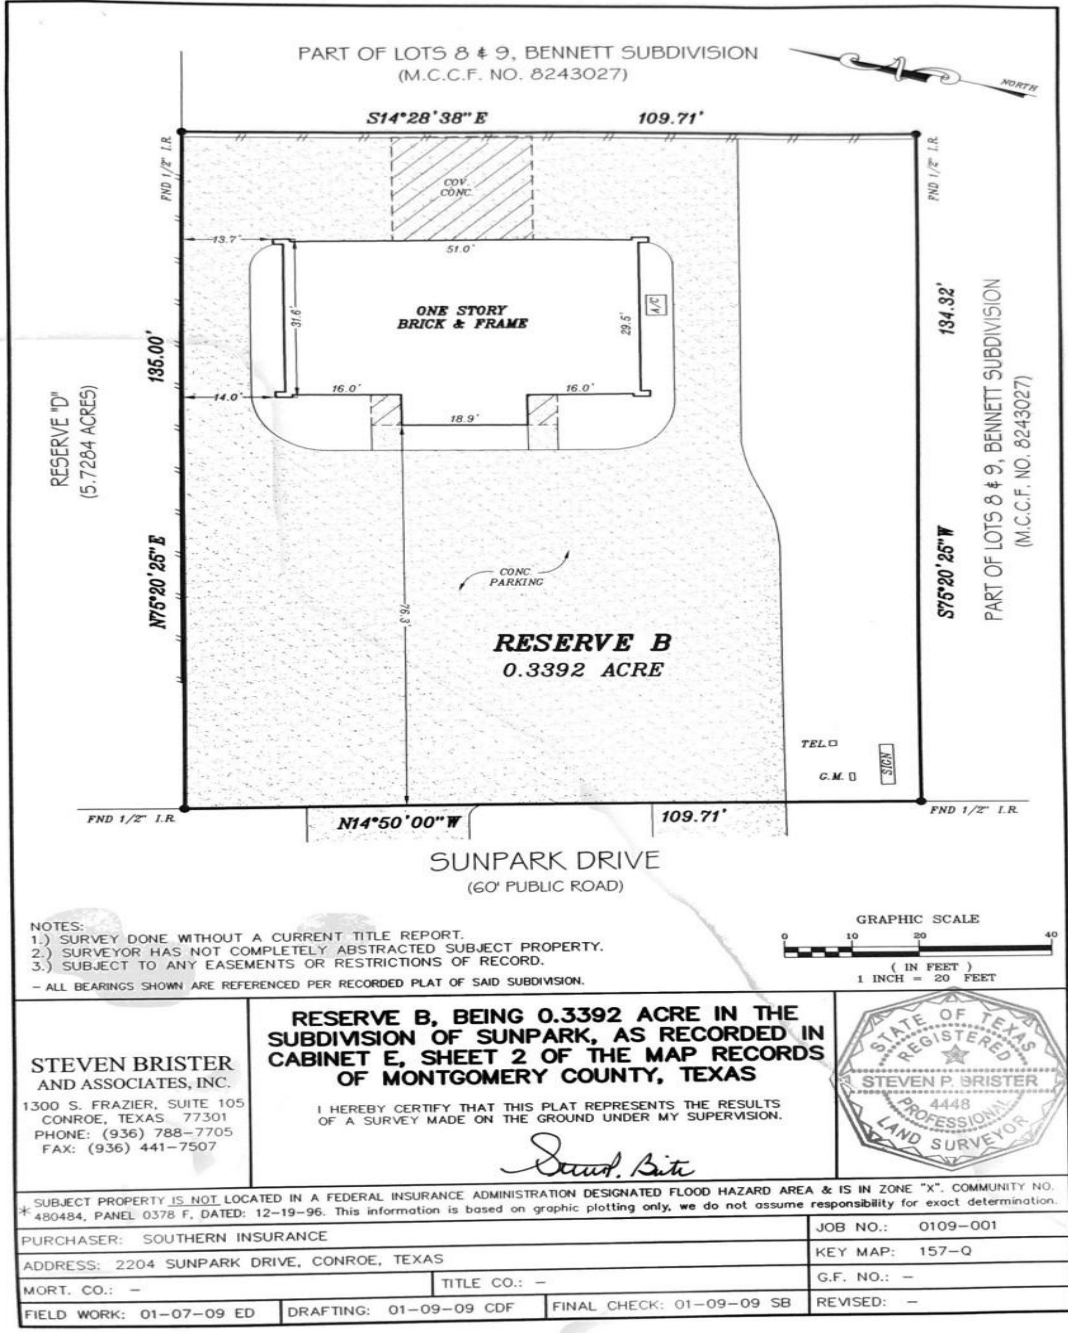 PART OF LOTS 8 & 9, BENNETT SUBDIVISION
(M.C.C.F. NO. 8243027)
NORTH
S14°28'38"E 109.71'
FND 1/2" I.R.
FND 1/2" I.R.
COV.
CONC.
13.7'
51.0'
31.6'
ONE STORY
BRICK & FRAME
29.5'
A/C
135.00'
134.32'
14.0'
16.0'
16.0'
18.9'
RESERVE "D"
(5.7284 ACRES)
PART OF LOTS 8 & 9, BENNETT SUBDIVISION
(M.C.C.F. NO. 8243027)
N75°20'25"E
S75°20'25"W
CONC.
PARKING
76.3'
RESERVE B
0.3392 ACRE
TEL.
G.M.
SIGN
FND 1/2" I.R.
N14°50'00"W 109.71'
FND 1/2" I.R.
SUNPARK DRIVE
(60' PUBLIC ROAD)
NOTES:
1.) SURVEY DONE WITHOUT A CURRENT TITLE REPORT.
2.) SURVEYOR HAS NOT COMPLETELY ABSTRACTED SUBJECT PROPERTY.
3.) SUBJECT TO ANY EASEMENTS OR RESTRICTIONS OF RECORD.
- ALL BEARINGS SHOWN ARE REFERENCED PER RECORDED PLAT OF SAID SUBDIVISION.
GRAPHIC SCALE
0 10 20 40
( IN FEET )
1 INCH = 20 FEET
STEVEN BRISTER
AND ASSOCIATES, INC.
1300 S. FRAZIER, SUITE 105
CONROE, TEXAS 77301
PHONE: (936) 788-7705
FAX: (936) 441-7507
RESERVE B, BEING 0.3392 ACRE IN THE
SUBDIVISION OF SUNPARK, AS RECORDED IN
CABINET E, SHEET 2 OF THE MAP RECORDS
OF MONTGOMERY COUNTY, TEXAS
I HEREBY CERTIFY THAT THIS PLAT REPRESENTS THE RESULTS
OF A SURVEY MADE ON THE GROUND UNDER MY SUPERVISION.
STATE OF TEXAS
REGISTERED
STEVEN P. BRISTER
4448
PROFESSIONAL
LAND SURVEYOR
* SUBJECT PROPERTY IS NOT LOCATED IN A FEDERAL INSURANCE ADMINISTRATION DESIGNATED FLOOD HAZARD AREA & IS IN ZONE "X". COMMUNITY NO.
480484, PANEL 0378 F, DATED: 12-19-96. This information is based on graphic plotting only, we do not assume responsibility for exact determination.
PURCHASER: SOUTHERN INSURANCE
JOB NO.: 0109-001
ADDRESS: 2204 SUNPARK DRIVE, CONROE, TEXAS
KEY MAP: 157-Q
MORT. CO.: - TITLE CO.: -
G.F. NO.: -
FIELD WORK: 01-07-09 ED DRAFTING: 01-09-09 CDF FINAL CHECK: 01-09-09 SB REVISED: -